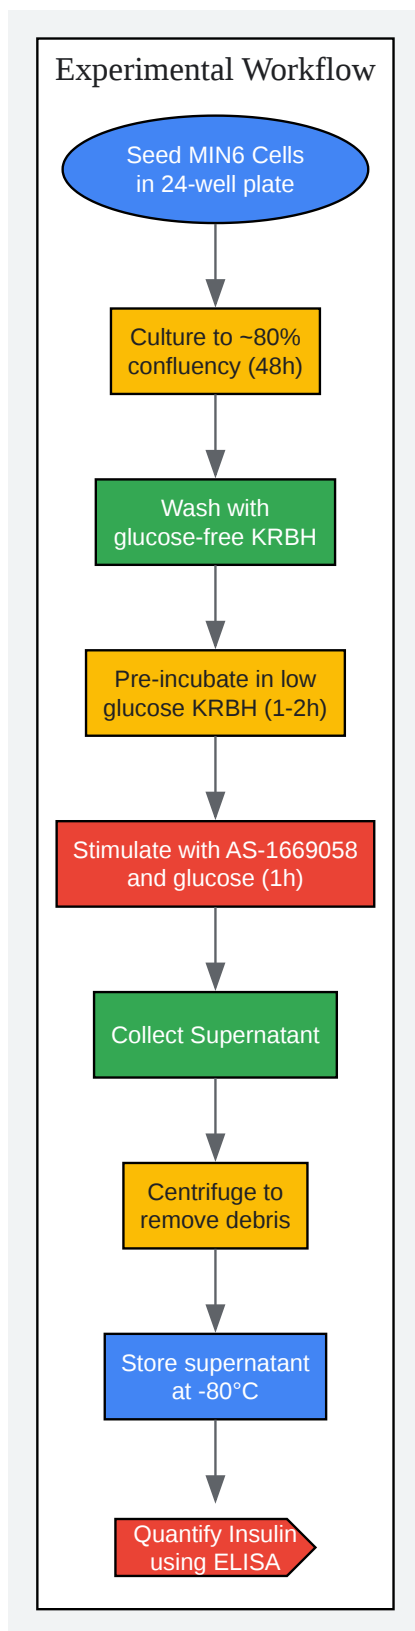 Experimental Workflow
Seed MIN6 Cells
in 24-well plate
Culture to ~80%
confluency (48h)
Wash with
glucose-free KRBH
Pre-incubate in low
glucose KRBH (1-2h)
Stimulate with AS-1669058
and glucose (1h)
Collect Supernatant
Centrifuge to
remove debris
Store supernatant
at -80°C
Quantify Insulin
using ELISA